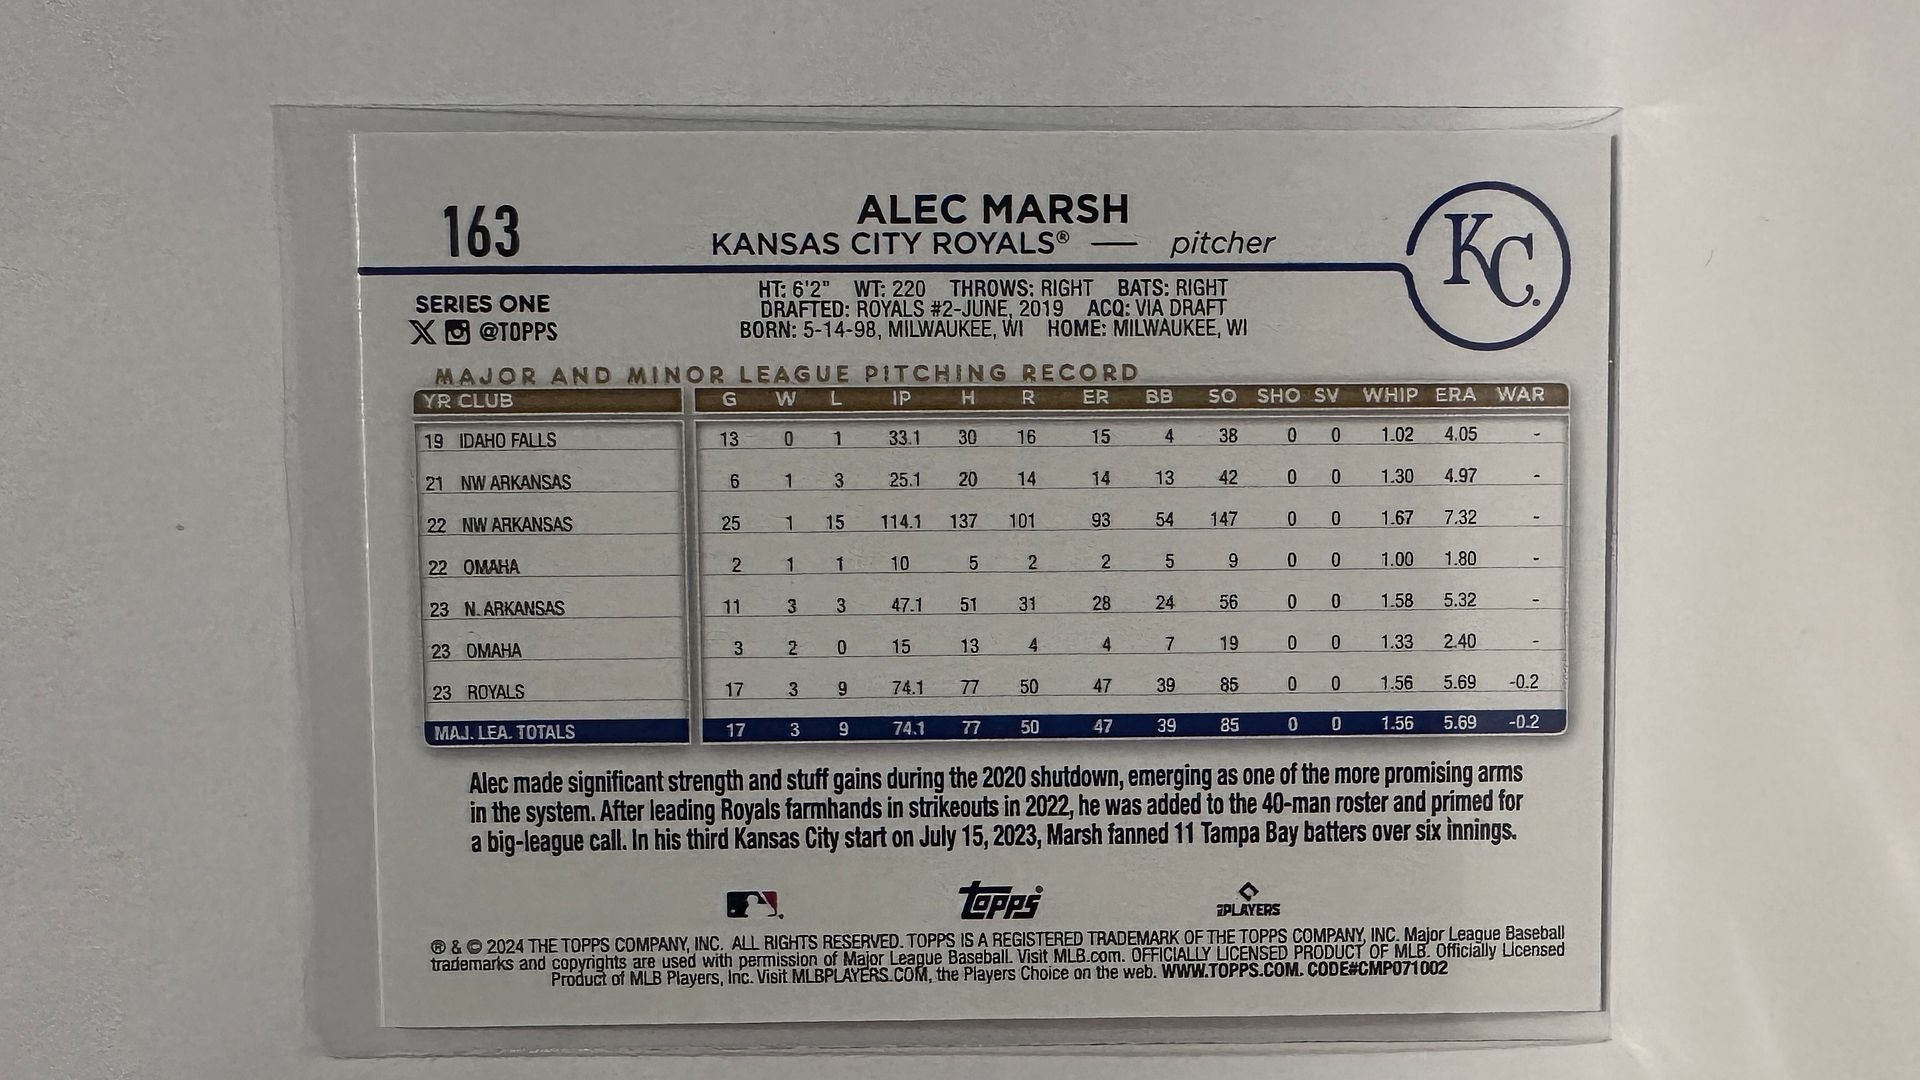 163
ALEC MARSH
KANSAS CITY ROYALS® — pitcher
KC
SERIES ONE
@TOPPS
HT: 6'2" WT: 220 THROWS: RIGHT BATS: RIGHT
DRAFTED: ROYALS #2-JUNE, 2019 ACQ: VIA DRAFT
BORN: 5-14-98, MILWAUKEE, WI HOME: MILWAUKEE, WI
MAJOR AND MINOR LEAGUE PITCHING RECORD
YR CLUB G W L IP H R ER BB SO SHO SV WHIP ERA WAR
19 IDAHO FALLS 13 0 1 33.1 30 16 15 4 38 0 0 1.02 4.05 -
21 NW ARKANSAS 6 1 3 25.1 20 14 14 13 42 0 0 1.30 4.97 -
22 NW ARKANSAS 25 1 15 114.1 137 101 93 54 147 0 0 1.67 7.32 -
22 OMAHA 2 1 1 10 5 2 2 5 9 0 0 1.00 1.80 -
23 N. ARKANSAS 11 3 3 47.1 51 31 28 24 56 0 0 1.58 5.32 -
23 OMAHA 3 2 0 15 13 4 4 7 19 0 0 1.33 2.40 -
23 ROYALS 17 3 9 74.1 77 50 47 39 85 0 0 1.56 5.69 -0.2
MAJ. LEA. TOTALS 17 3 9 74.1 77 50 47 39 85 0 0 1.56 5.69 -0.2
Alec made significant strength and stuff gains during the 2020 shutdown, emerging as one of the more promising arms
in the system. After leading Royals farmhands in strikeouts in 2022, he was added to the 40-man roster and primed for
a big-league call. In his third Kansas City start on July 15, 2023, Marsh fanned 11 Tampa Bay batters over six innings.
Topps
PLAYERS
® & © 2024 THE TOPPS COMPANY, INC. ALL RIGHTS RESERVED. TOPPS IS A REGISTERED TRADEMARK OF THE TOPPS COMPANY, INC. Major League Baseball
trademarks and copyrights are used with permission of Major League Baseball. Visit MLB.com. OFFICIALLY LICENSED PRODUCT OF MLB. Officially Licensed
Product of MLB Players, Inc. Visit MLBPLAYERS.COM, the Players Choice on the web. WWW.TOPPS.COM. CODE#CMP071002